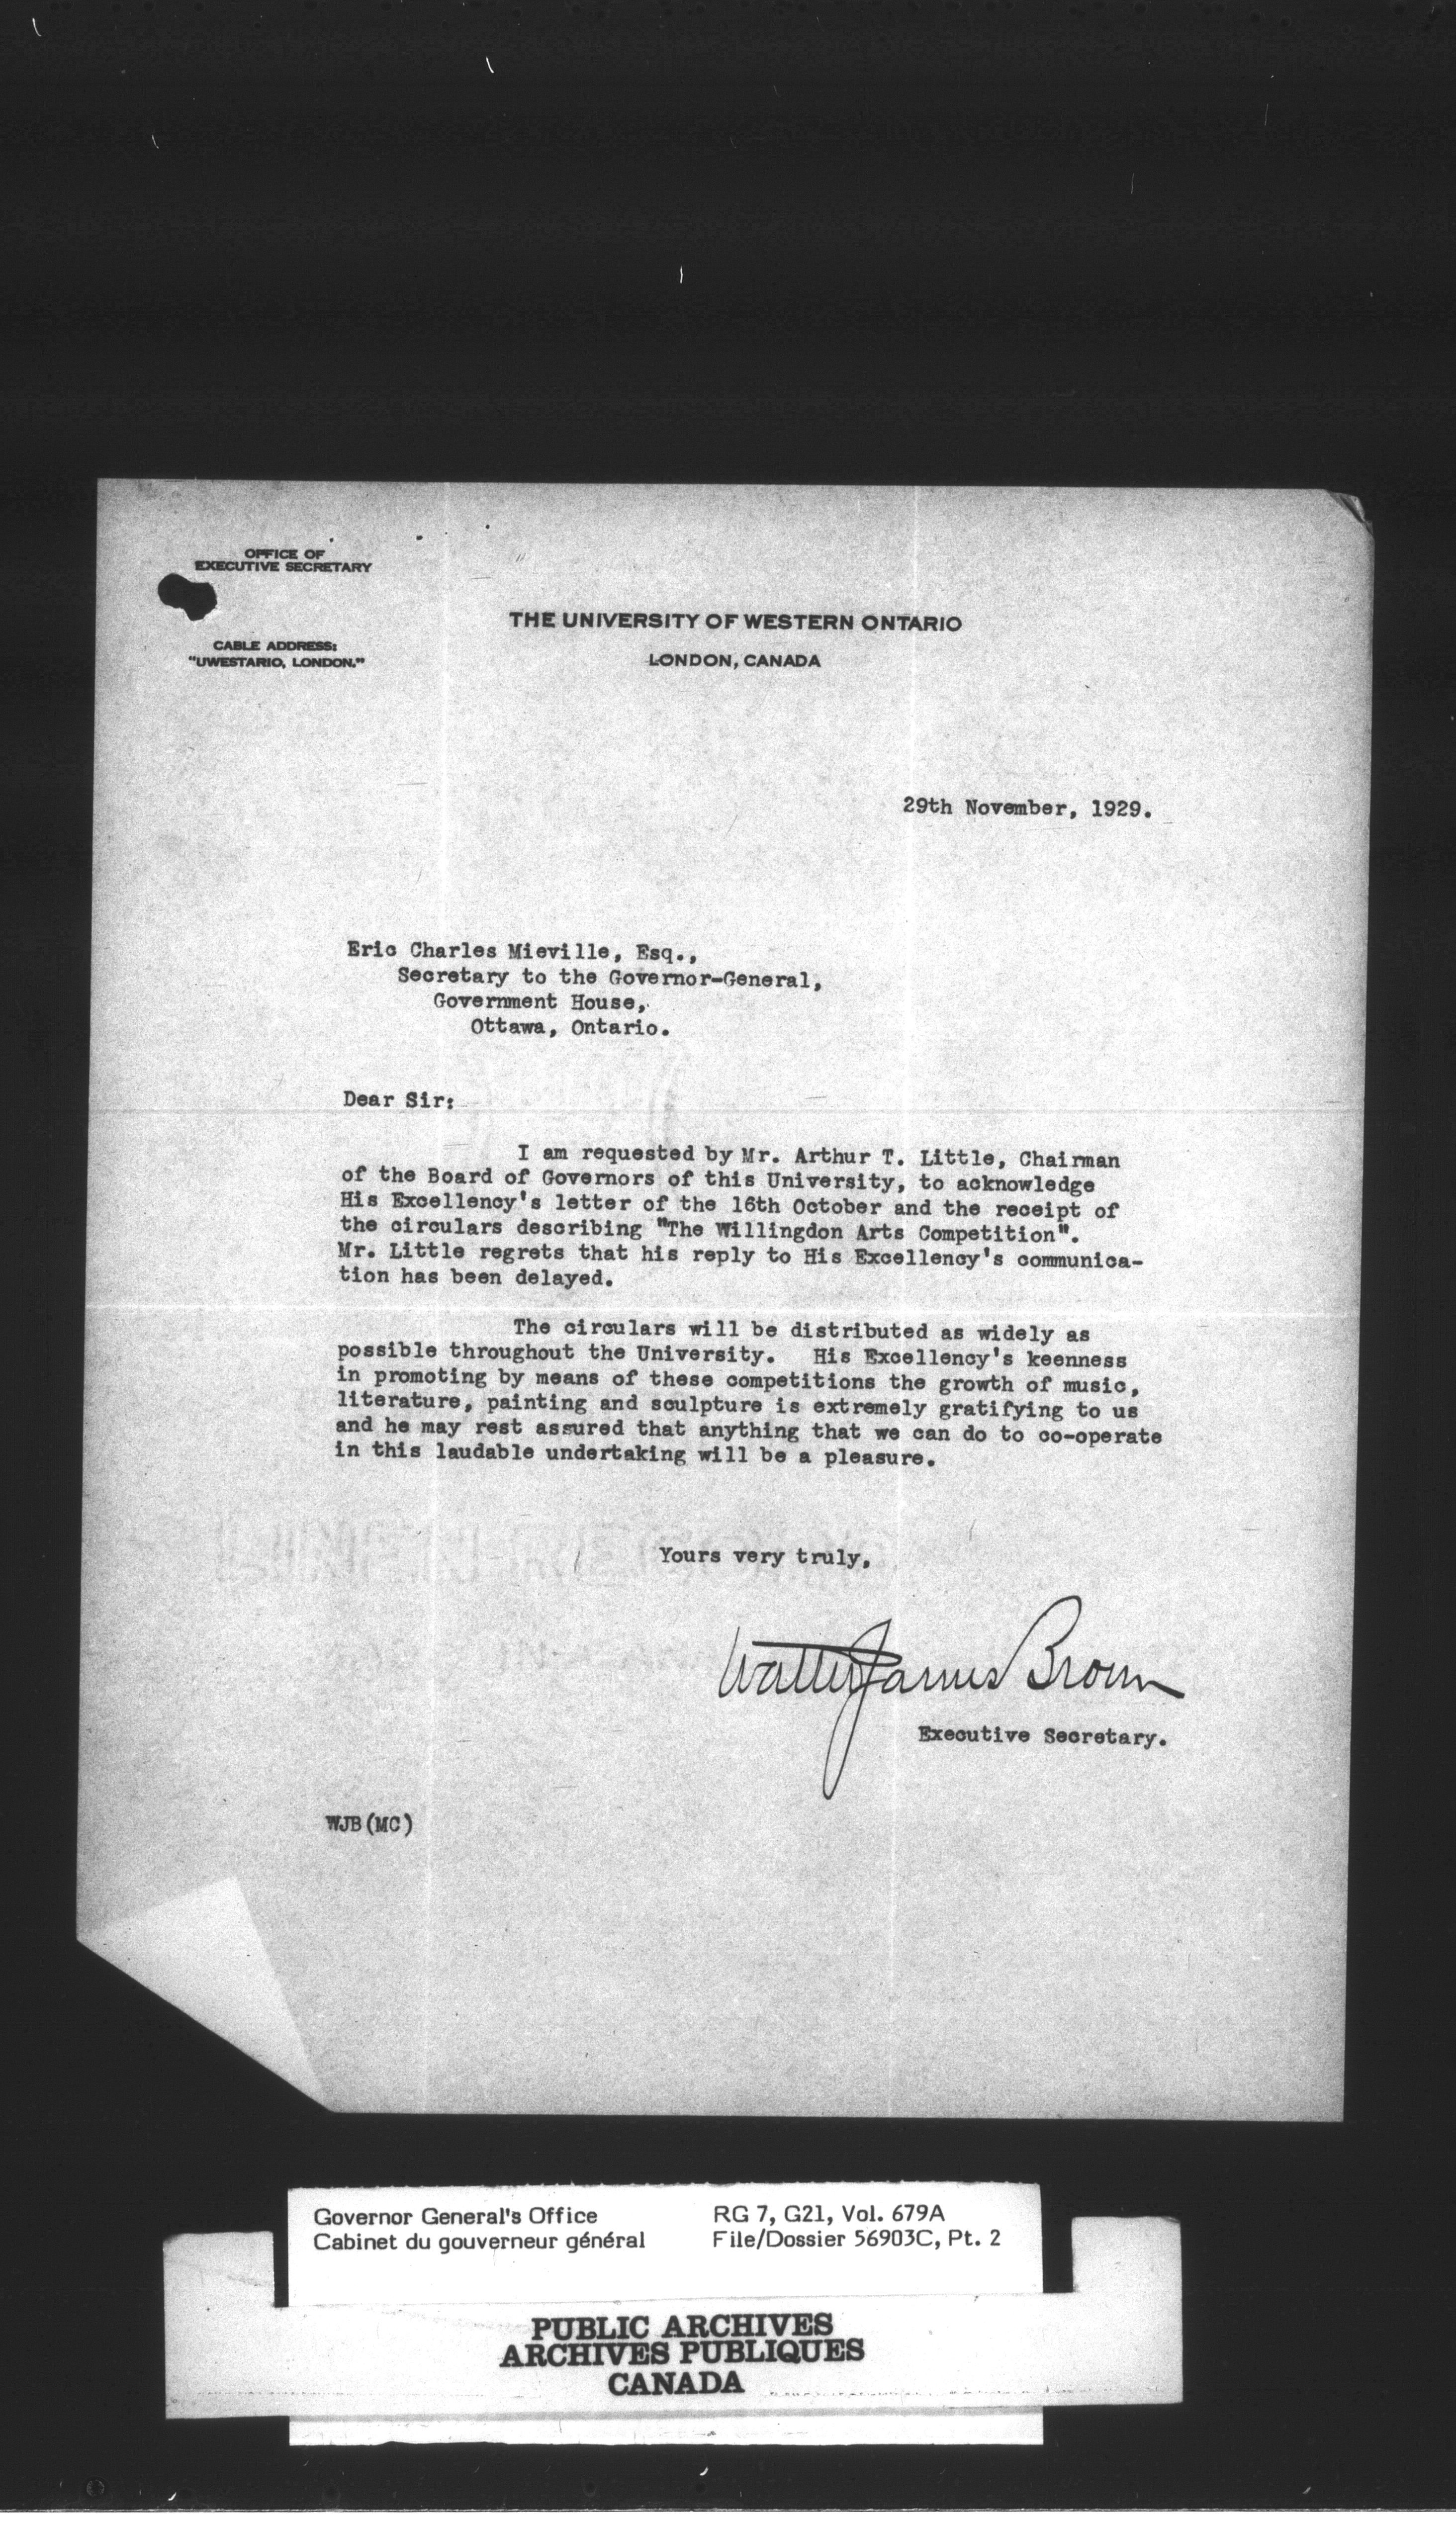 OFFICE OF
EXECUTIVE SECRETARY
CABLE ADDRESS:
"UWESTARIO, LONDON."
THE UNIVERSITY OF WESTERN ONTARIO
LONDON, CANADA
29th November, 1929.
Eric Charles Mieville, Esq.,
Secretary to the Governor-General,
Government House,
Ottawa, Ontario.
Dear Sir:
I am requested by Mr. Arthur T. Little, Chairman
of the Board of Governors of this University, to acknowledge
His Excellency's letter of the 16th October and the receipt of
the circulars describing "The Willingdon Arts Competition".
Mr. Little regrets that his reply to His Excellency's communica-
tion has been delayed.
The circulars will be distributed as widely as
possible throughout the University. His Excellency's keenness
in promoting by means of these competitions the growth of music,
literature, painting and sculpture is extremely gratifying to us
and he may rest assured that anything that we can do to co-operate
in this laudable undertaking will be a pleasure.
Yours very truly,
Walter James Brown
Executive Secretary.
WJB(MC)
Governor General's Office RG 7, G21, Vol. 679A
Cabinet du gouverneur général File/Dossier 56903C, Pt. 2
PUBLIC ARCHIVES
ARCHIVES PUBLIQUES
CANADA